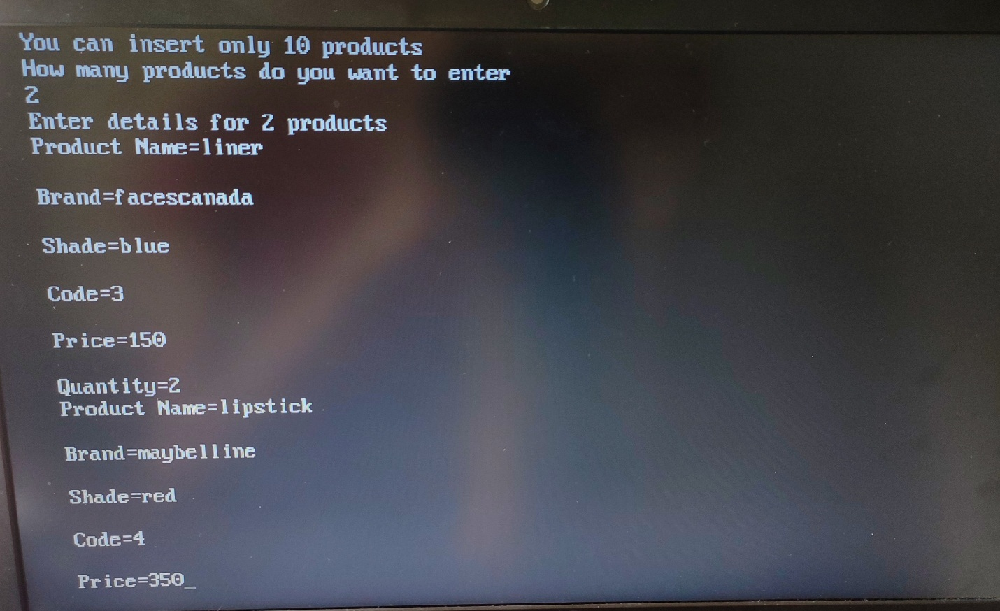 You can insert only 10 products
How many products do you want to enter
2
Enter details for 2 products
Product Name=liner
Brand=facescanada
Shade=blue
Code=3
Price=150
Quantity=2
Product Name=lipstick
Brand=maybelline
Shade=red
Code=4
Price=350_